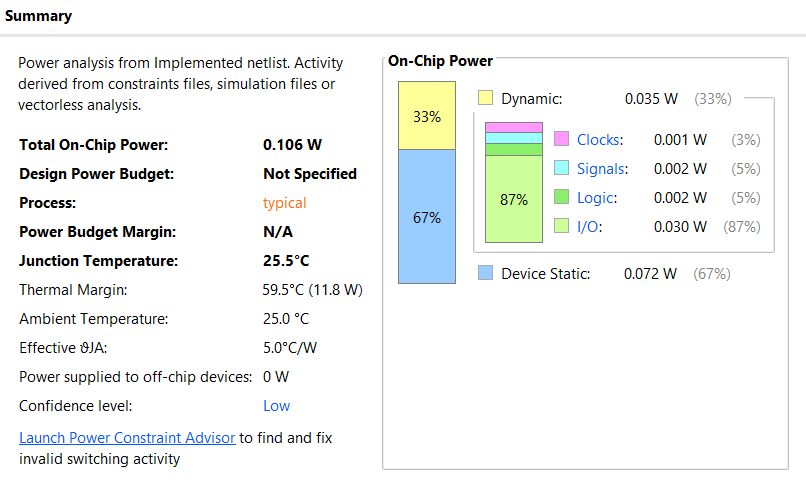 Summary
Power analysis from Implemented netlist. Activity
derived from constraints files, simulation files or
vectorless analysis.
Total On-Chip Power: 0.106 W
Design Power Budget: Not Specified
Process: typical
Power Budget Margin: N/A
Junction Temperature: 25.5°C
Thermal Margin: 59.5°C (11.8 W)
Ambient Temperature: 25.0 °C
Effective ϑJA: 5.0°C/W
Power supplied to off-chip devices: 0 W
Confidence level: Low
Launch Power Constraint Advisor to find and fix
invalid switching activity
On-Chip Power
33%
67%
Dynamic: 0.035 W (33%)
87%
Clocks: 0.001 W (3%)
Signals: 0.002 W (5%)
Logic: 0.002 W (5%)
I/O: 0.030 W (87%)
Device Static: 0.072 W (67%)